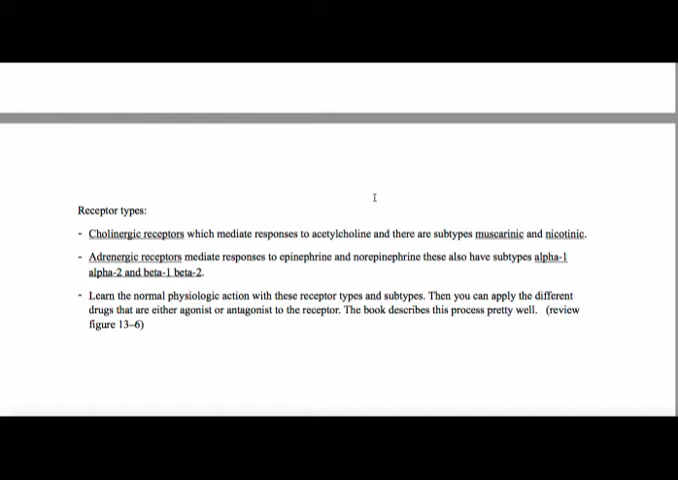 Receptor types:
- Cholinergic receptors which mediate responses to acetylcholine and there are subtypes muscarinic and nicotinic.
- Adrenergic receptors mediate responses to epinephrine and norepinephrine these also have subtypes alpha-1
alpha-2 and beta-1 beta-2.
- Learn the normal physiologic action with these receptor types and subtypes. Then you can apply the different
drugs that are either agonist or antagonist to the receptor. The book describes this process pretty well. (review
figure 13–6)